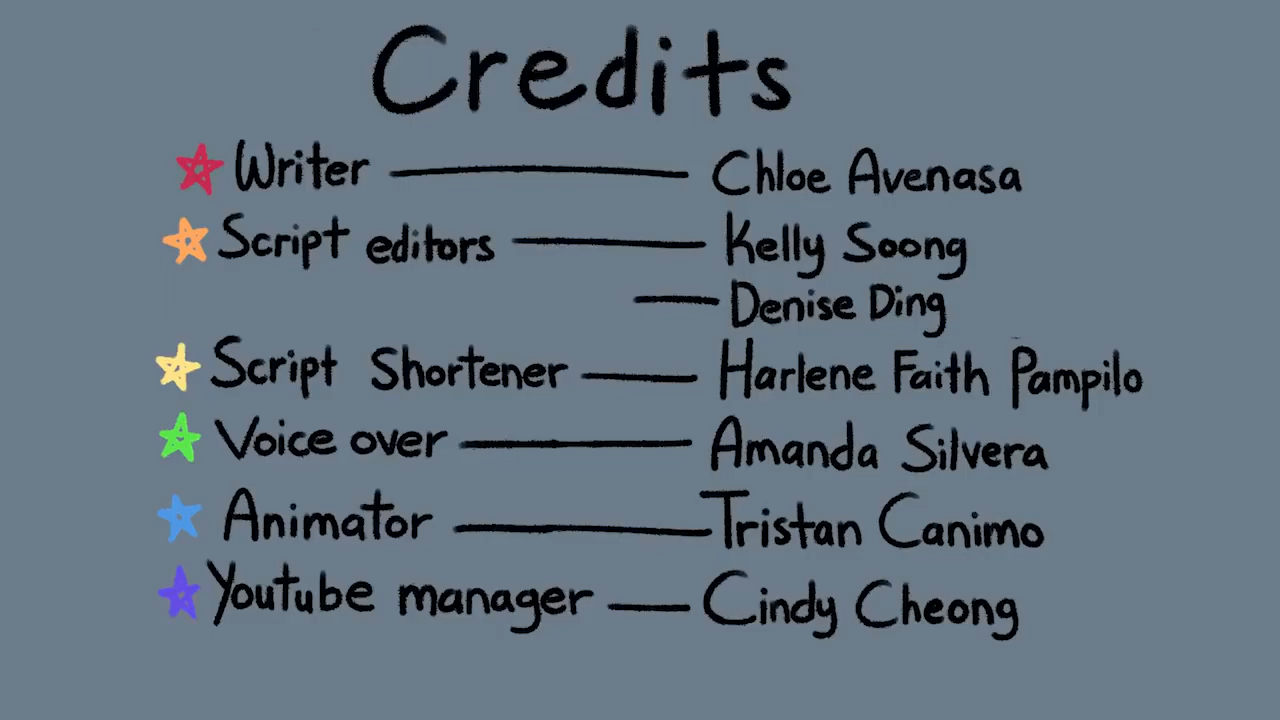 Credits
Writer — Chloe Avenasa
Script editors — Kelly Soong
— Denise Ding
Script Shortener — Harlene Faith Pampilo
Voice over — Amanda Silvera
Animator — Tristan Canimo
Youtube manager — Cindy Cheong